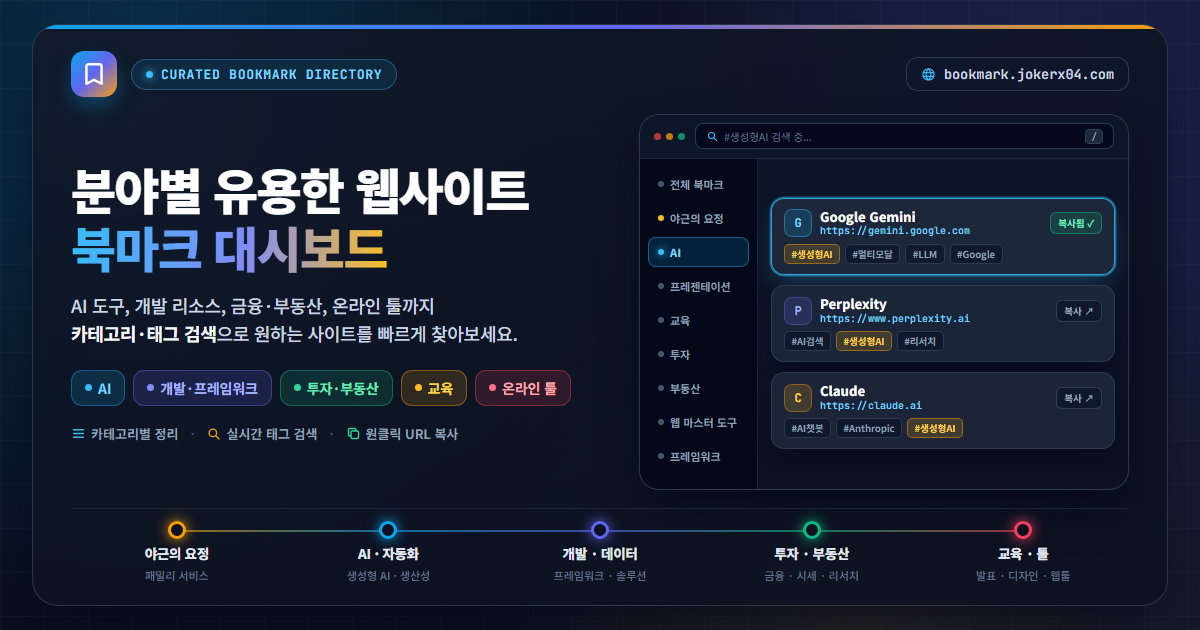 CURATED BOOKMARK DIRECTORY
bookmark.jokerx04.com
분야별 유용한 웹사이트
북마크 대시보드
AI 도구, 개발 리소스, 금융·부동산, 온라인 툴까지
카테고리·태그 검색으로 원하는 사이트를 빠르게 찾아보세요.
AI
개발·프레임워크
투자·부동산
교육
온라인 툴
카테고리별 정리 · 실시간 태그 검색 · 원클릭 URL 복사
#생성형AI 검색 중...
/
전체 북마크
야근의 요정
AI
프레젠테이션
교육
투자
부동산
웹 마스터 도구
프레임워크
G
Google Gemini
https://gemini.google.com
복사됨 ✓
#생성형AI #멀티모달 #LLM #Google
P
Perplexity
https://www.perplexity.ai
복사 ↗
#AI검색 #생성형AI #리서치
C
Claude
https://claude.ai
복사 ↗
#AI챗봇 #Anthropic #생성형AI
야근의 요정
패밀리 서비스
AI · 자동화
생성형 AI · 생산성
개발 · 데이터
프레임워크 · 솔루션
투자 · 부동산
금융 · 시세 · 리서치
교육 · 툴
발표 · 디자인 · 웹툴